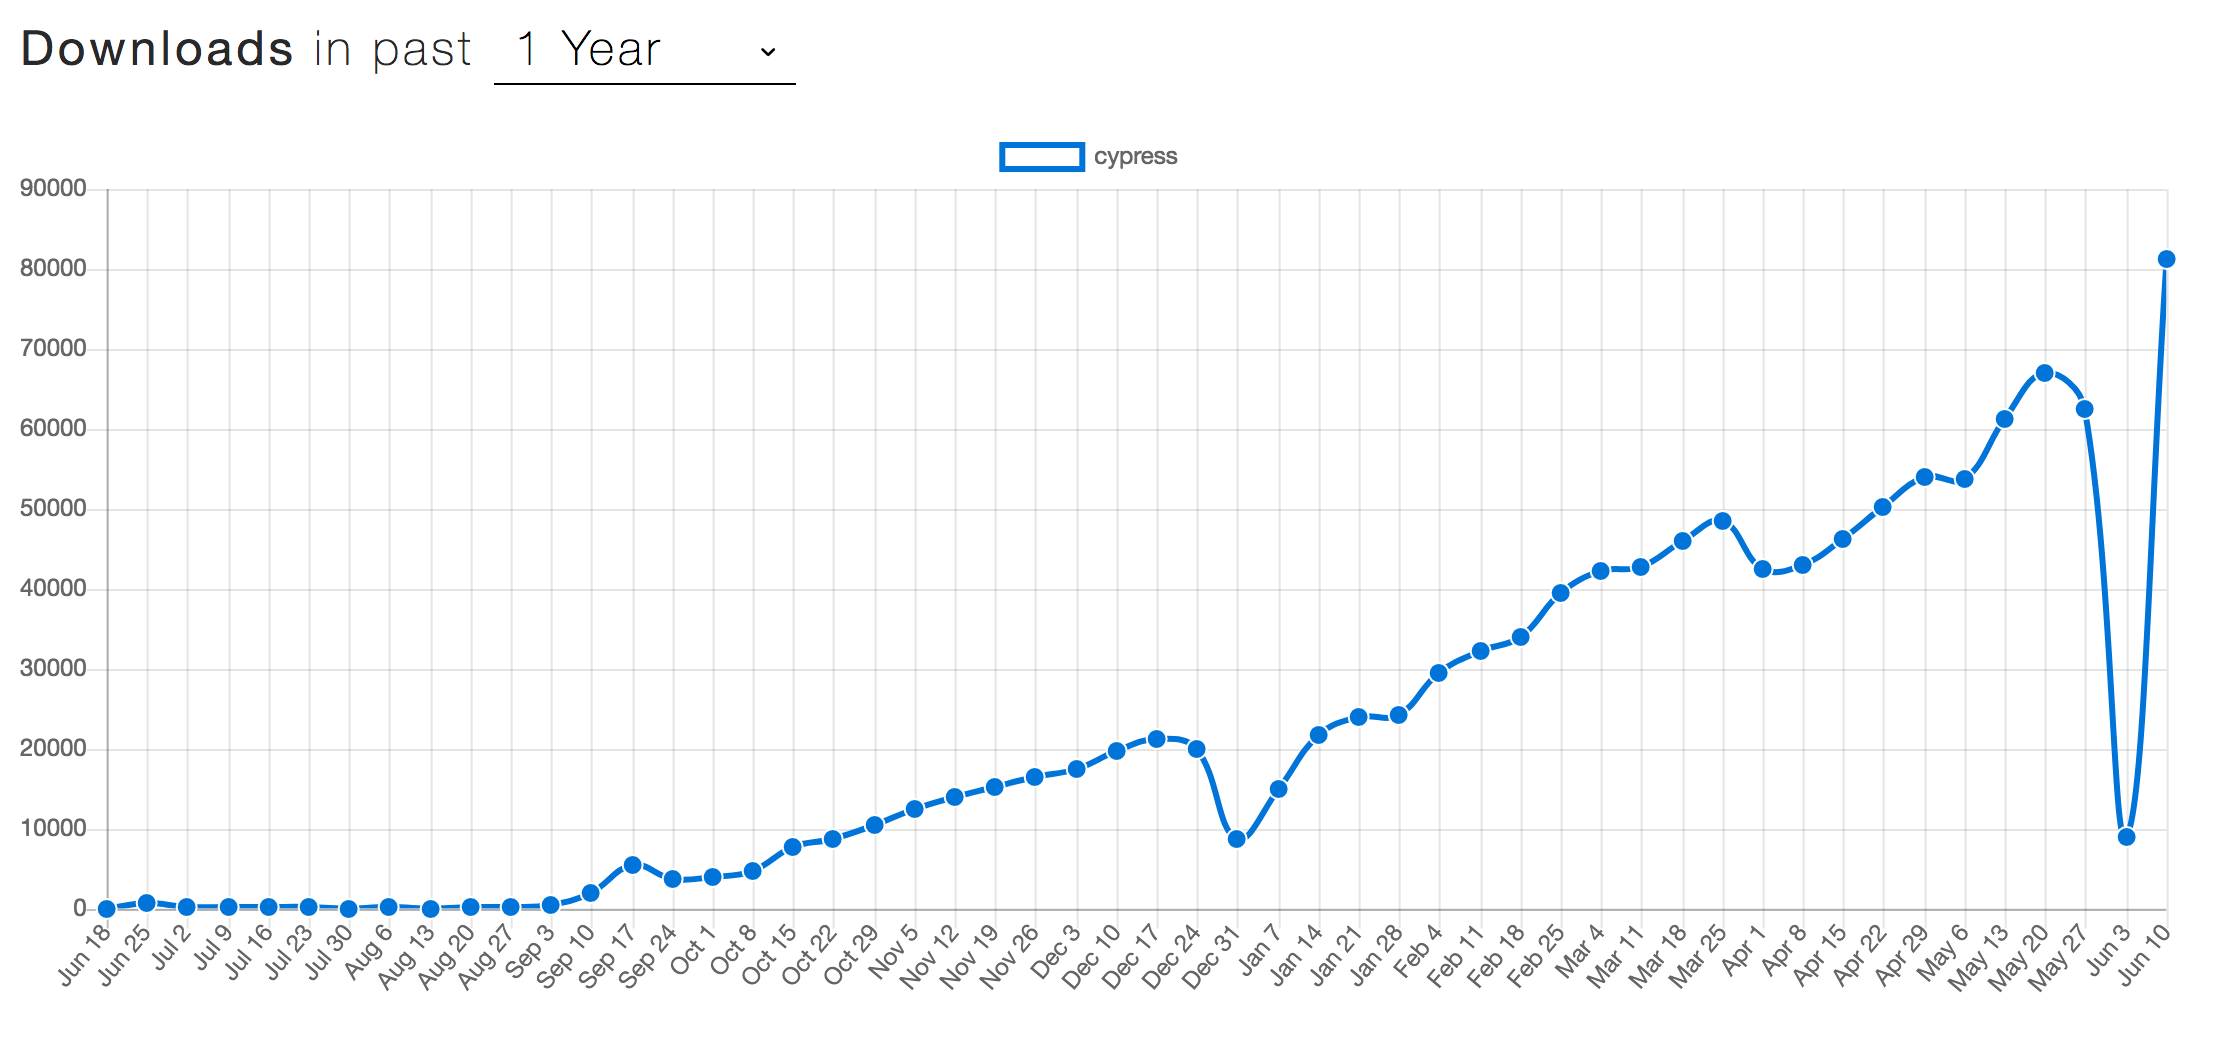 Downloads in past 1 Year
cypress
90000
80000
70000
60000
50000
40000
30000
20000
10000
0
Jun 18
Jun 25
Jul 2
Jul 9
Jul 16
Jul 23
Jul 30
Aug 6
Aug 13
Aug 20
Aug 27
Sep 3
Sep 10
Sep 17
Sep 24
Oct 1
Oct 8
Oct 15
Oct 22
Oct 29
Nov 5
Nov 12
Nov 19
Nov 26
Dec 3
Dec 10
Dec 17
Dec 24
Dec 31
Jan 7
Jan 14
Jan 21
Jan 28
Feb 4
Feb 11
Feb 18
Feb 25
Mar 4
Mar 11
Mar 18
Mar 25
Apr 1
Apr 8
Apr 15
Apr 22
Apr 29
May 6
May 13
May 20
May 27
Jun 3
Jun 10